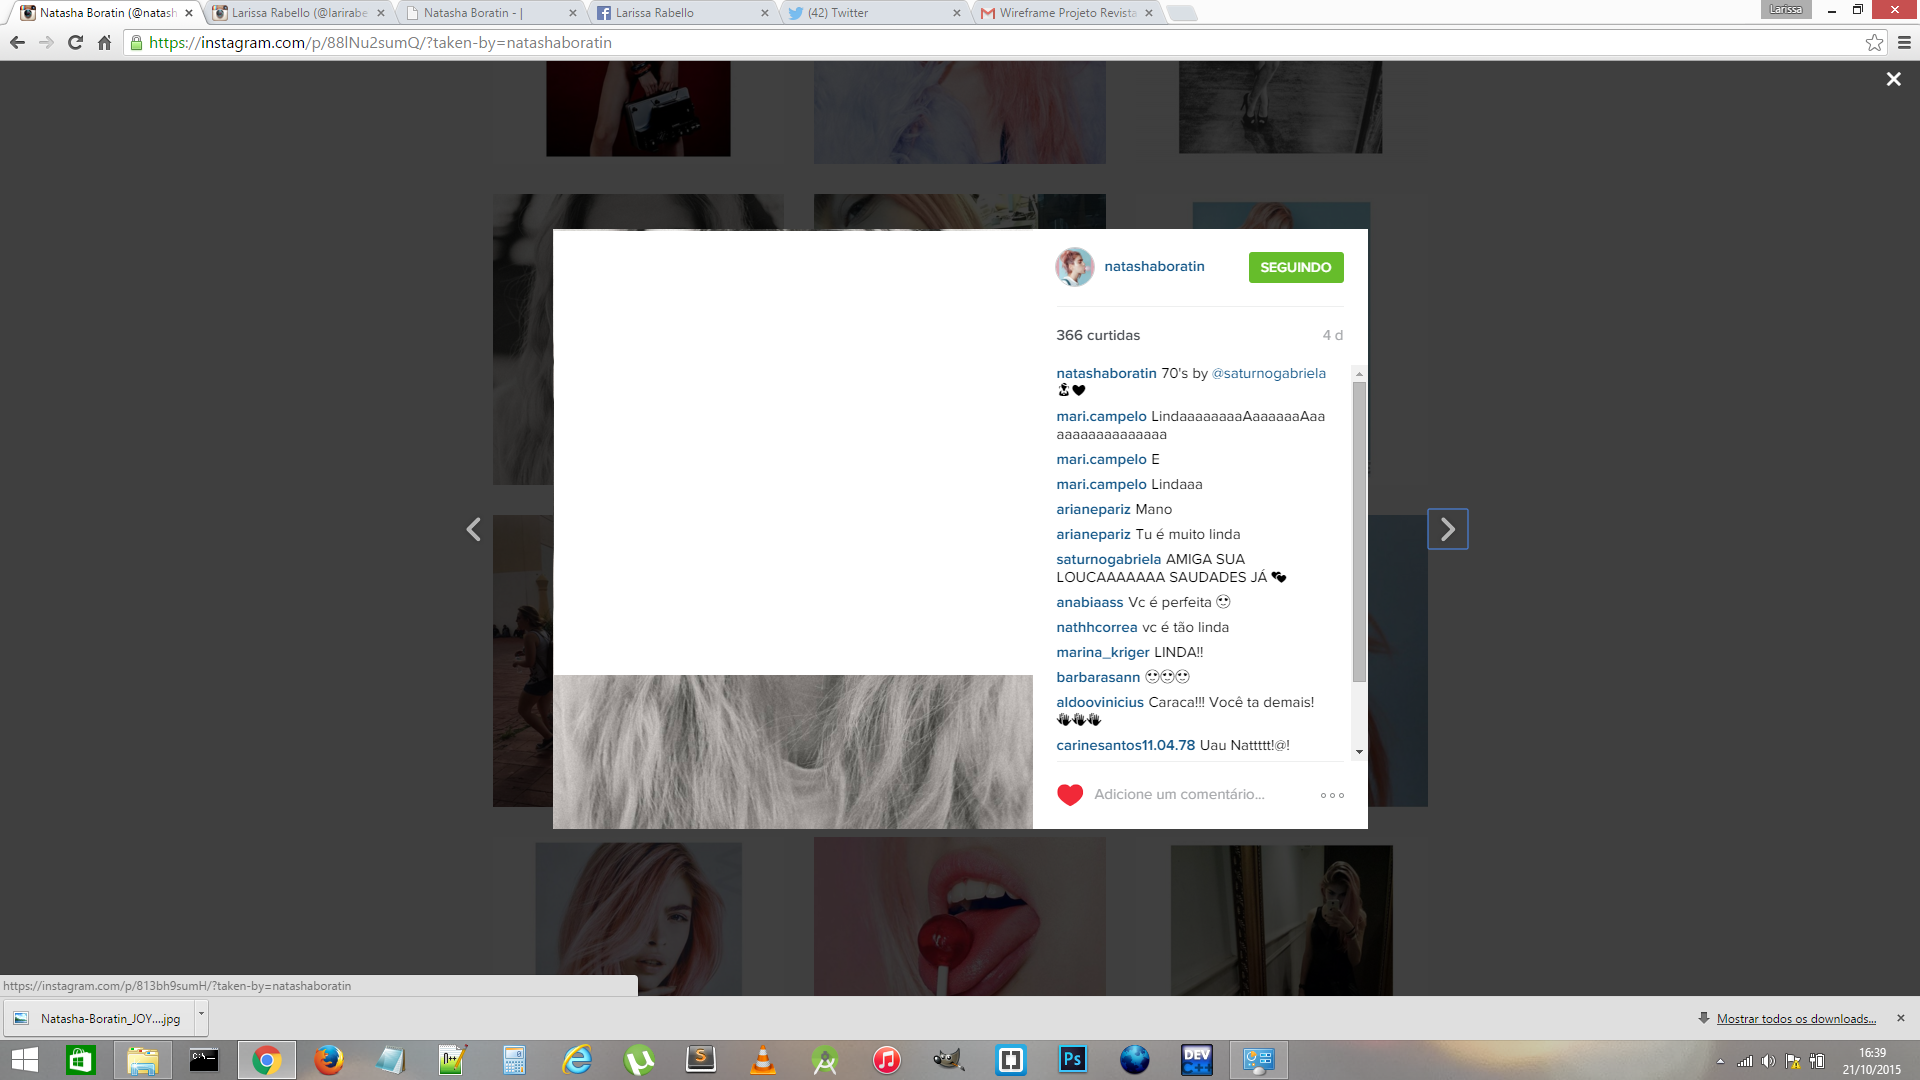 Natasha Boratin (@natash
Larissa Rabello (@larirabe
Natasha Boratin - |
Larissa Rabello
(42) Twitter
Wireframe Projeto Revista
Larissa
https://instagram.com/p/88lNu2sumQ/?taken-by=natashaboratin
natashaboratin
SEGUINDO
366 curtidas
4 d
natashaboratin 70's by @saturnogabriela
mari.campelo LindaaaaaaaaAaaaaaaAaa
aaaaaaaaaaaaaaa
mari.campelo E
mari.campelo Lindaaa
arianepariz Mano
arianepariz Tu é muito linda
saturnogabriela AMIGA SUA
LOUCAAAAAAA SAUDADES JÁ
anabiaass Vc é perfeita
nathhcorrea vc é tão linda
marina_kriger LINDA!!
barbarasann
aldoovinicius Caraca!!! Você ta demais!
carinesantos11.04.78 Uau Nattttt!@!
Adicione um comentário...
https://instagram.com/p/813bh9sumH/?taken-by=natashaboratin
Natasha-Boratin_JOY....jpg
Mostrar todos os downloads...
C:\_
n++
S
Ps
DEV
C++
16:39
21/10/2015